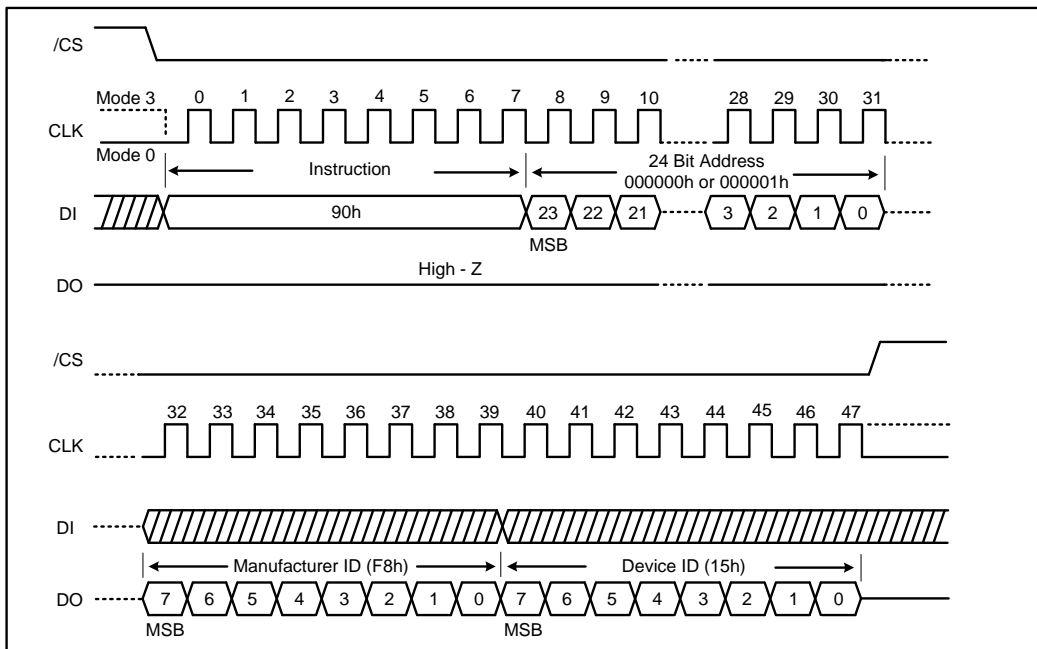 /CS
Mode 3
0 1 2 3 4 5 6 7 8 9 10 28 29 30 31
CLK
Mode 0
Instruction
24 Bit Address
000000h or 000001h
DI
90h
23 22 21 3 2 1 0
MSB
High - Z
DO
/CS
32 33 34 35 36 37 38 39 40 41 42 43 44 45 46 47
CLK
DI
Manufacturer ID (F8h)
Device ID (15h)
DO
7 6 5 4 3 2 1 0 7 6 5 4 3 2 1 0
MSB
MSB